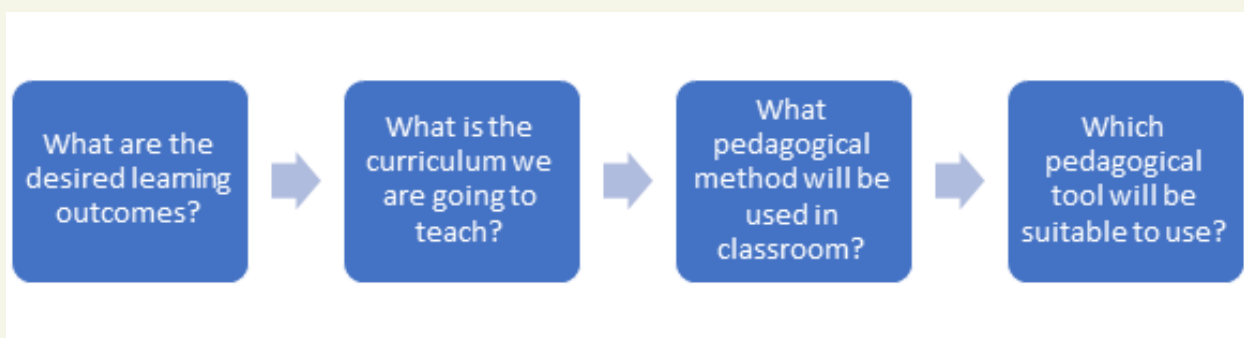 What are the
desired learning
outcomes?
What is the
curriculum we
are going to
teach?
What
pedagogical
method will be
used in
classroom?
Which
pedagogical
tool will be
suitable to use?